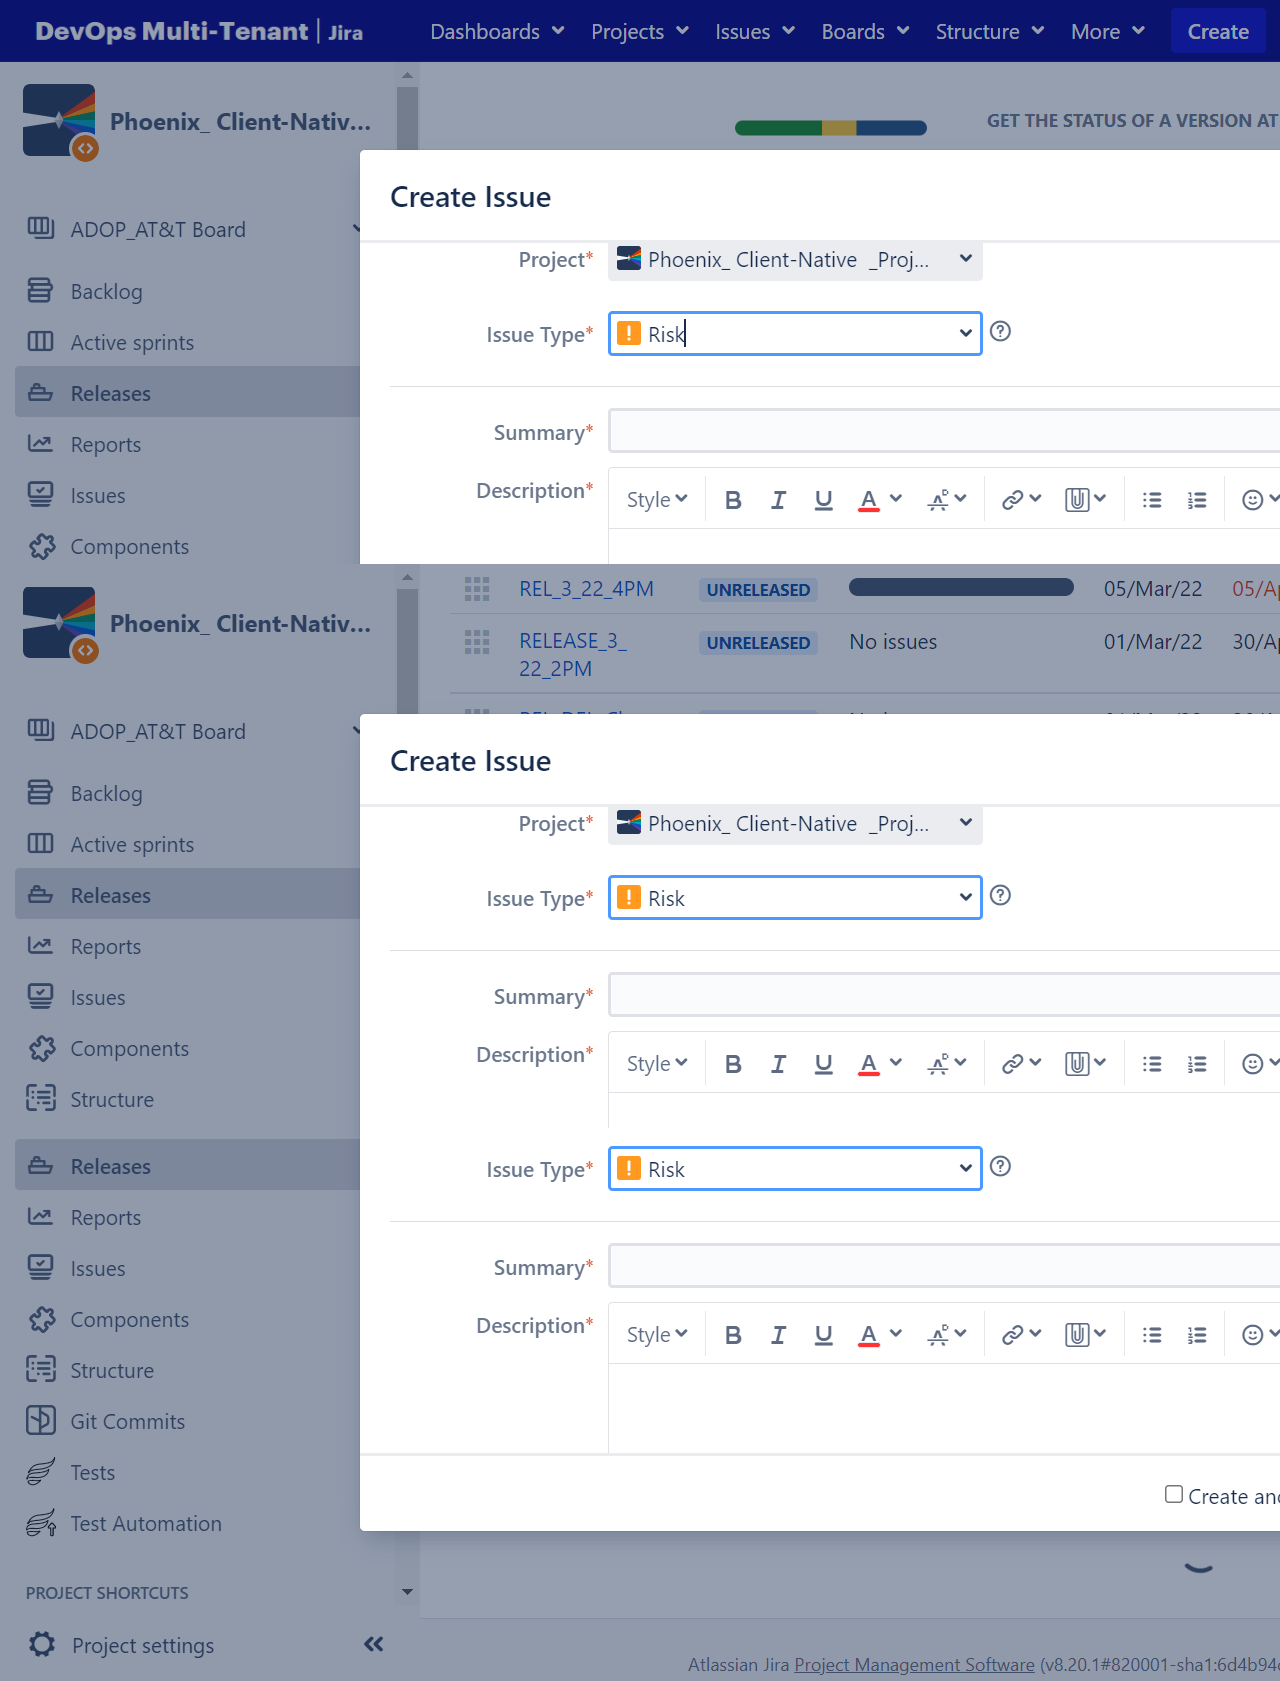 DevOps Multi-Tenant | Jira Dashboards Projects Issues Boards Structure More Create
Phoenix_ Client-Nativ...
GET THE STATUS OF A VERSION AT
Create Issue
ADOP_AT&T Board
Project* Phoenix_ Client-Native _Proj...
Backlog
Issue Type* Risk
Active sprints
Releases
Summary*
Reports
Description* Style B I U A
Issues
Components
REL_3_22_4PM UNRELEASED 05/Mar/22
Phoenix_ Client-Nativ...
RELEASE_3_ UNRELEASED No issues 01/Mar/22
22_2PM
ADOP_AT&T Board
Create Issue
Backlog
Project* Phoenix_ Client-Native _Proj...
Active sprints
Releases
Issue Type* Risk
Reports
Issues
Summary*
Components
Description* Style B I U A
Structure
Releases
Issue Type* Risk
Reports
Issues
Summary*
Components
Description* Style B I U A
Structure
Git Commits
Tests
Create
Test Automation
PROJECT SHORTCUTS
Project settings
Atlassian Jira Project Management Software (v8.20.1#820001-sha1:6d4b94